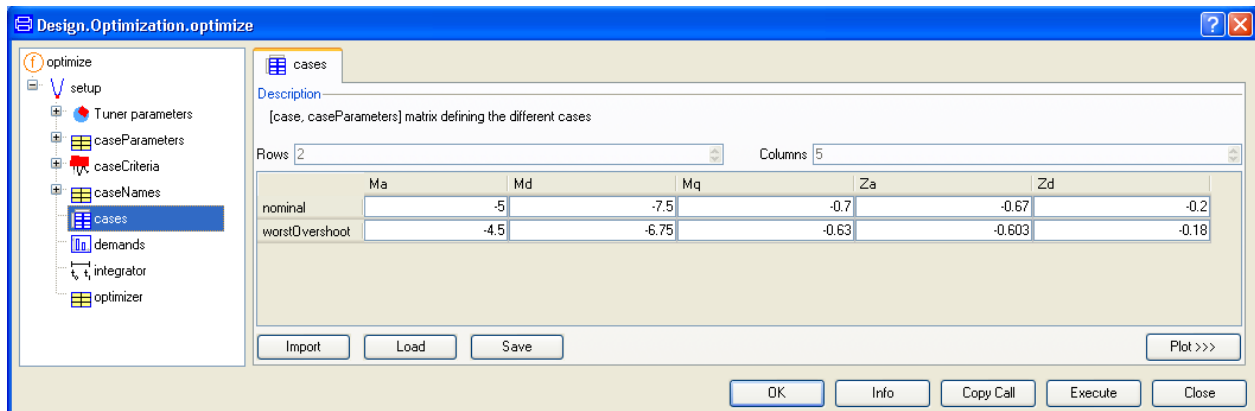 Design.Optimization.optimize
optimize
setup
Tuner parameters
caseParameters
caseCriteria
caseNames
cases
demands
integrator
optimizer
cases
Description
[case, caseParameters] matrix defining the different cases
Rows 2 Columns 5
Ma Md Mq Za Zd
nominal -5 -7.5 -0.7 -0.67 -0.2
worstOvershoot -4.5 -6.75 -0.63 -0.603 -0.18
Import Load Save Plot >>>
OK Info Copy Call Execute Close